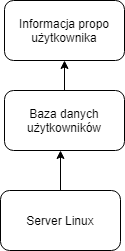 Informacja propo
użytkownika
Baza danych
użytkowników
Server Linux